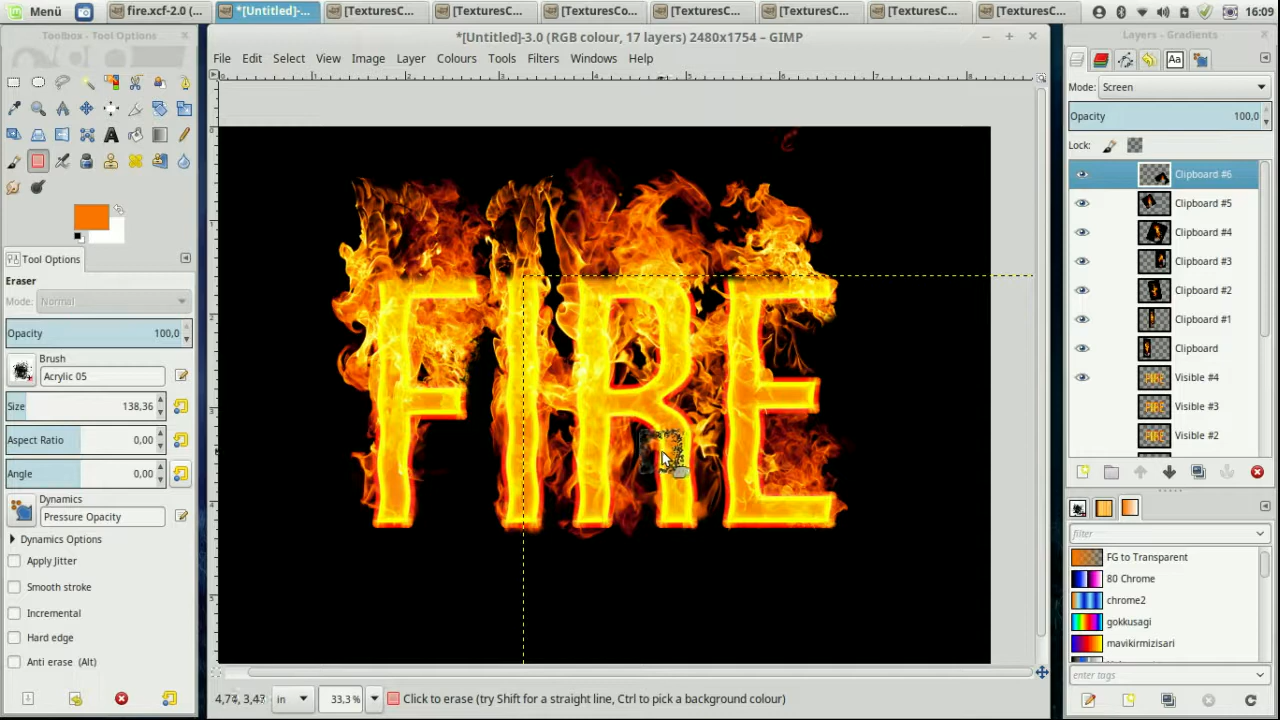 Menü
fire.xcf-2.0 (...
*[Untitled]-...
[TexturesC...
[TexturesC...
[TexturesCo...
[TexturesC...
[TexturesC...
[TexturesC...
[TexturesC...
16:09
Toolbox - Tool Options
*[Untitled]-3.0 (RGB colour, 17 layers) 2480x1754 – GIMP
Layers - Gradients
File Edit Select View Image Layer Colours Tools Filters Windows Help
Mode: Screen
Opacity 100,0
Lock:
Clipboard #6
Clipboard #5
Clipboard #4
Clipboard #3
Clipboard #2
Clipboard #1
Clipboard
Visible #4
Visible #3
Visible #2
FIRE
Tool Options
Eraser
Mode: Normal
Opacity 100,0
Brush
Acrylic 05
Size 138,36
Aspect Ratio 0,00
Angle 0,00
Dynamics
Pressure Opacity
Dynamics Options
Apply Jitter
Smooth stroke
Incremental
Hard edge
Anti erase (Alt)
filter
FG to Transparent
80 Chrome
chrome2
gokkusagi
mavikirmizisari
enter tags
in 33,3% Click to erase (try Shift for a straight line, Ctrl to pick a background colour)